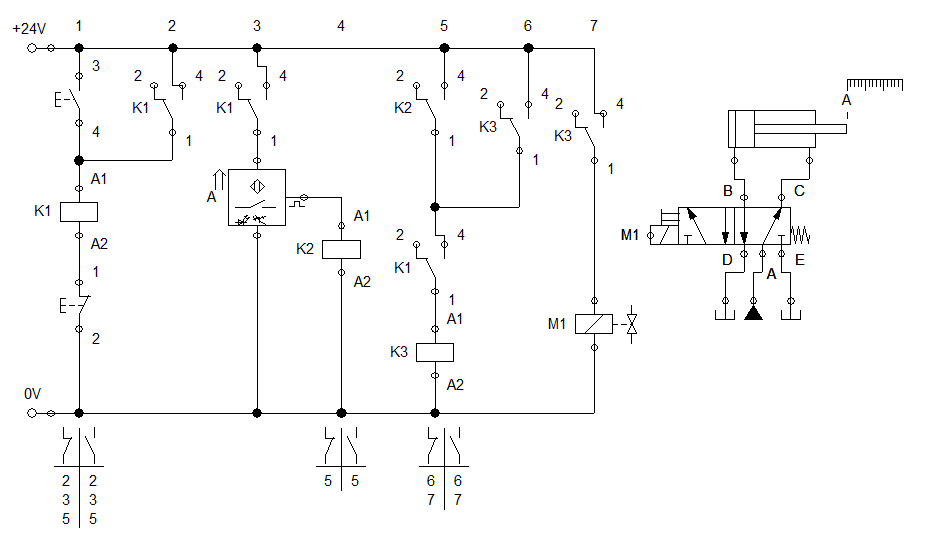 +24V
1 2 3 4 5 6 7
3 2 4 2 4 2 4 2 4 2 4
K1 K1 K2 K3 K3
4 1 1 1 1 1
A1 A A1
K1 K2
A2 A2
2 4
K1
1 1
A1
M1
K3
2 A2
0V
2 2 5 5 6 6
3 3 7 7
5 5
A
B C
M1
D A E